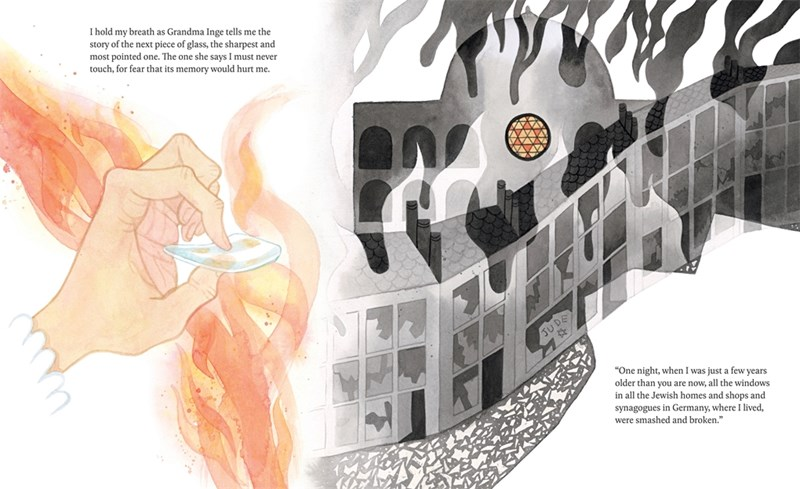 I hold my breath as Grandma Inge tells me the
story of the next piece of glass, the sharpest and
most pointed one. The one she says I must never
touch, for fear that its memory would hurt me.
JUDE
“One night, when I was just a few years
older than you are now, all the windows
in all the Jewish homes and shops and
synagogues in Germany, where I lived,
were smashed and broken.”